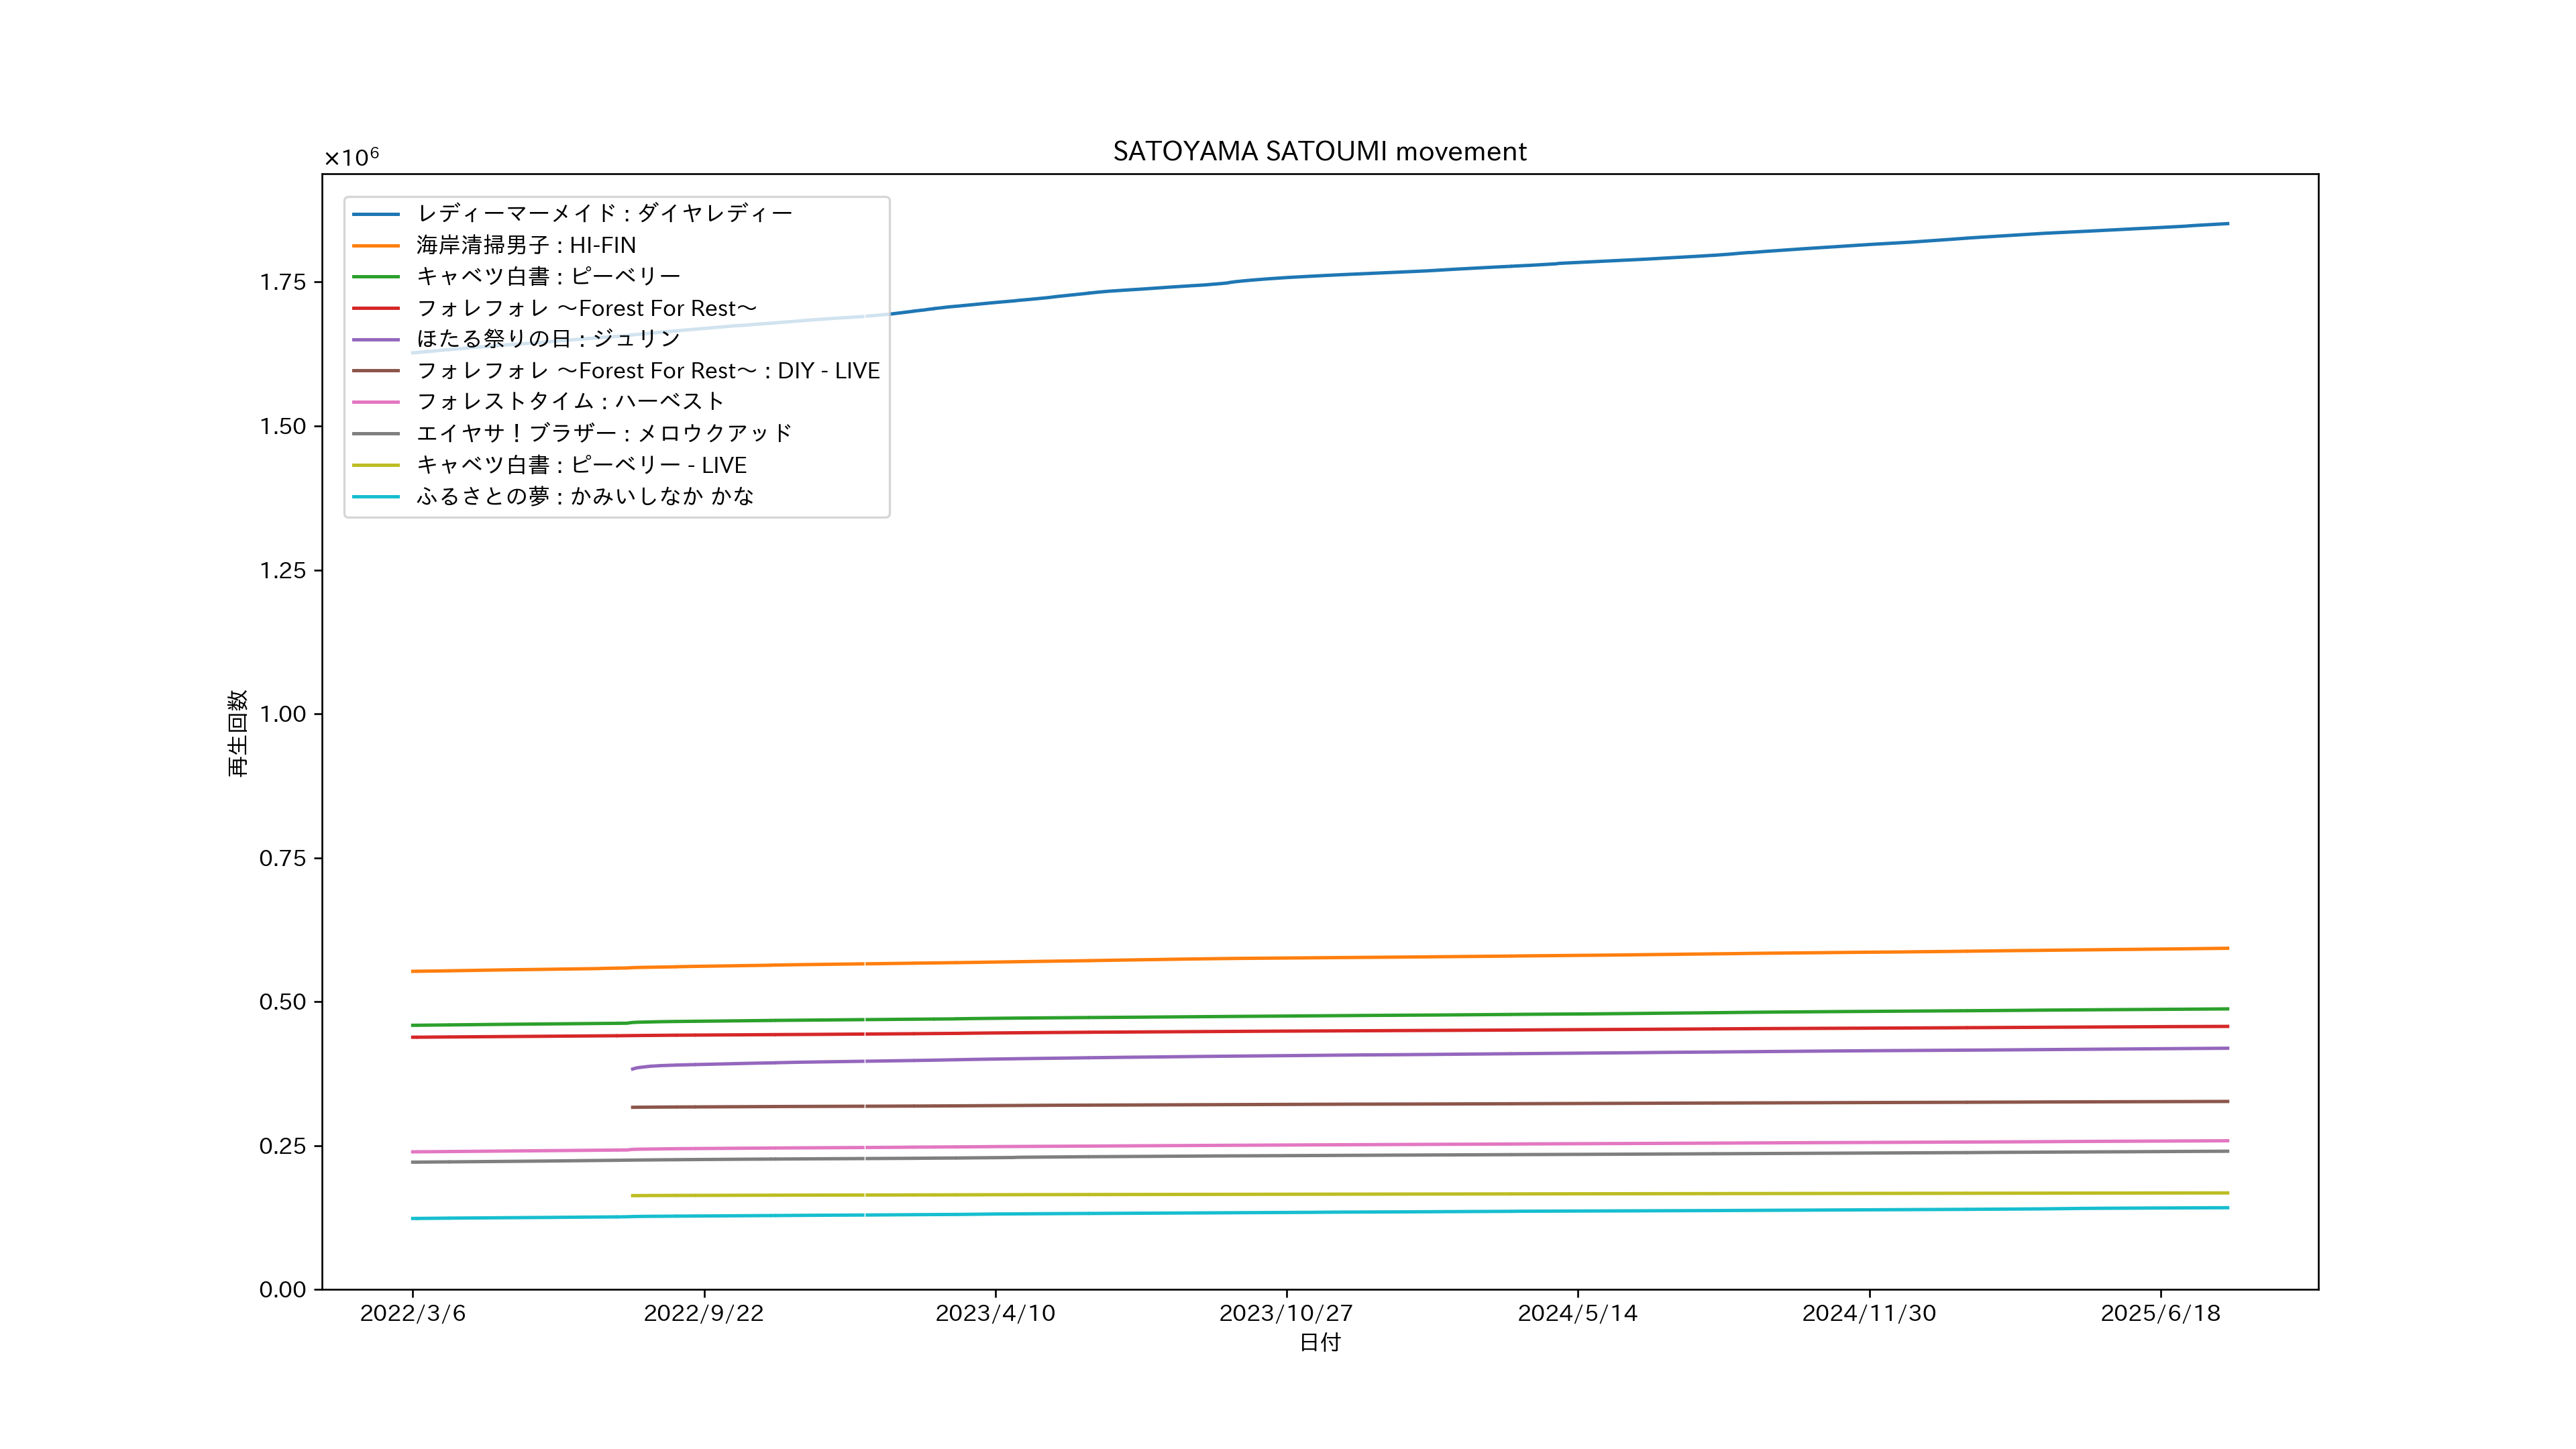 SATOYAMA SATOUMI movement
×10⁶
レディーマーメイド : ダイヤレディー
海岸清掃男子 : HI-FIN
キャベツ白書 : ピーベリー
フォレフォレ ～Forest For Rest～
ほたる祭りの日 : ジュリン
フォレフォレ ～Forest For Rest～ : DIY - LIVE
フォレストタイム : ハーベスト
エイヤサ！ブラザー : メロウクアッド
キャベツ白書 : ピーベリー - LIVE
ふるさとの夢 : かみいしなか かな
1.75
1.50
1.25
1.00
0.75
0.50
0.25
0.00
再生回数
2022/3/6 2022/9/22 2023/4/10 2023/10/27 2024/5/14 2024/11/30 2025/6/18
日付